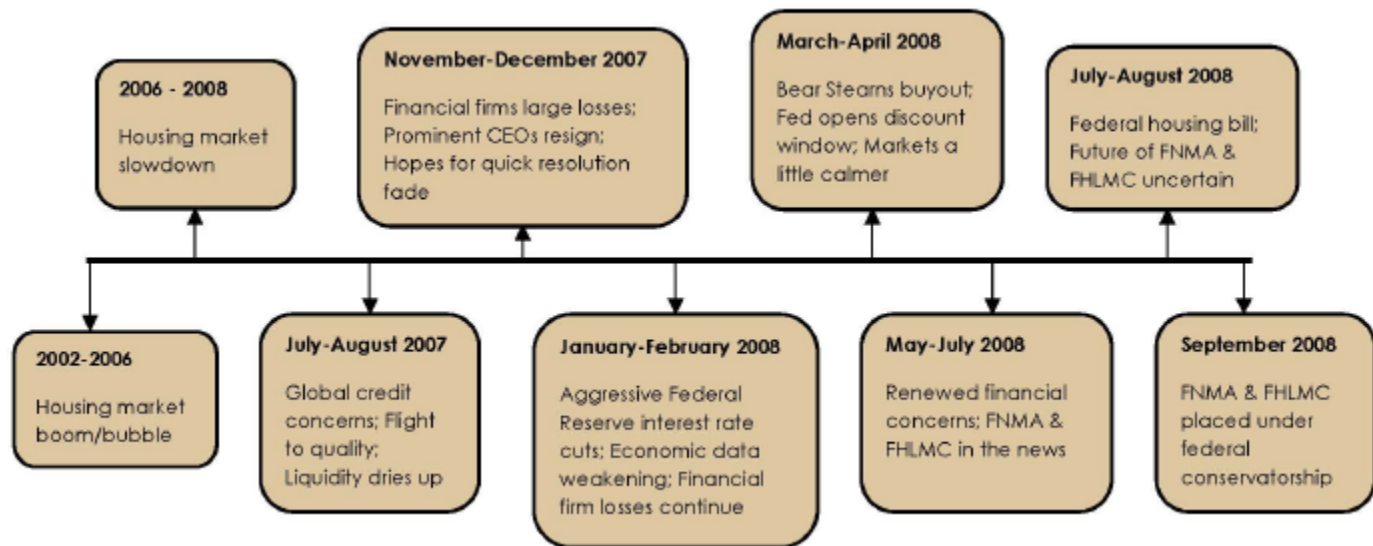 2006 - 2008
Housing market
slowdown
November-December 2007
Financial firms large losses;
Prominent CEOs resign;
Hopes for quick resolution
fade
March-April 2008
Bear Stearns buyout;
Fed opens discount
window; Markets a
little calmer
July-August 2008
Federal housing bill;
Future of FNMA &
FHLMC uncertain
2002-2006
Housing market
boom/bubble
July-August 2007
Global credit
concerns; Flight
to quality;
Liquidity dries up
January-February 2008
Aggressive Federal
Reserve interest rate
cuts; Economic data
weakening; Financial
firm losses continue
May-July 2008
Renewed financial
concerns; FNMA &
FHLMC in the news
September 2008
FNMA & FHLMC
placed under
federal
conservatorship